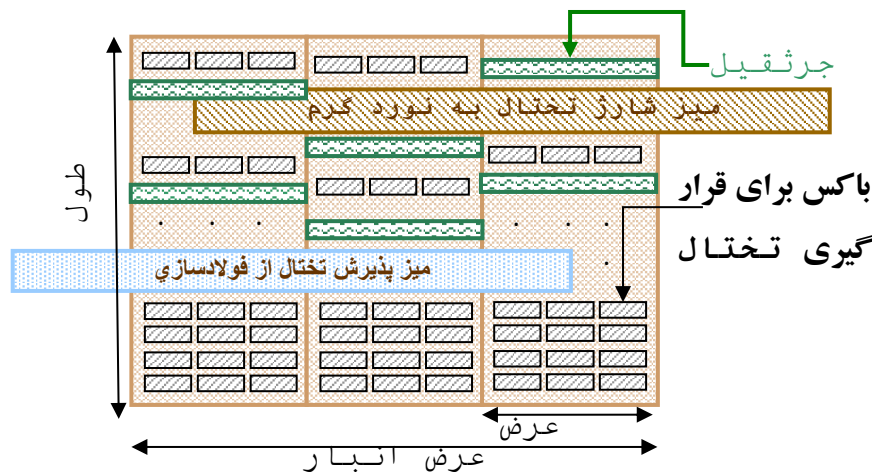 جرثقیل
میز شارژ تختال به نورد گرم
طول
باکس برای قرار
گیری تختال
میز پذیرش تختال از فولادسازي
عرض
عرض انبار